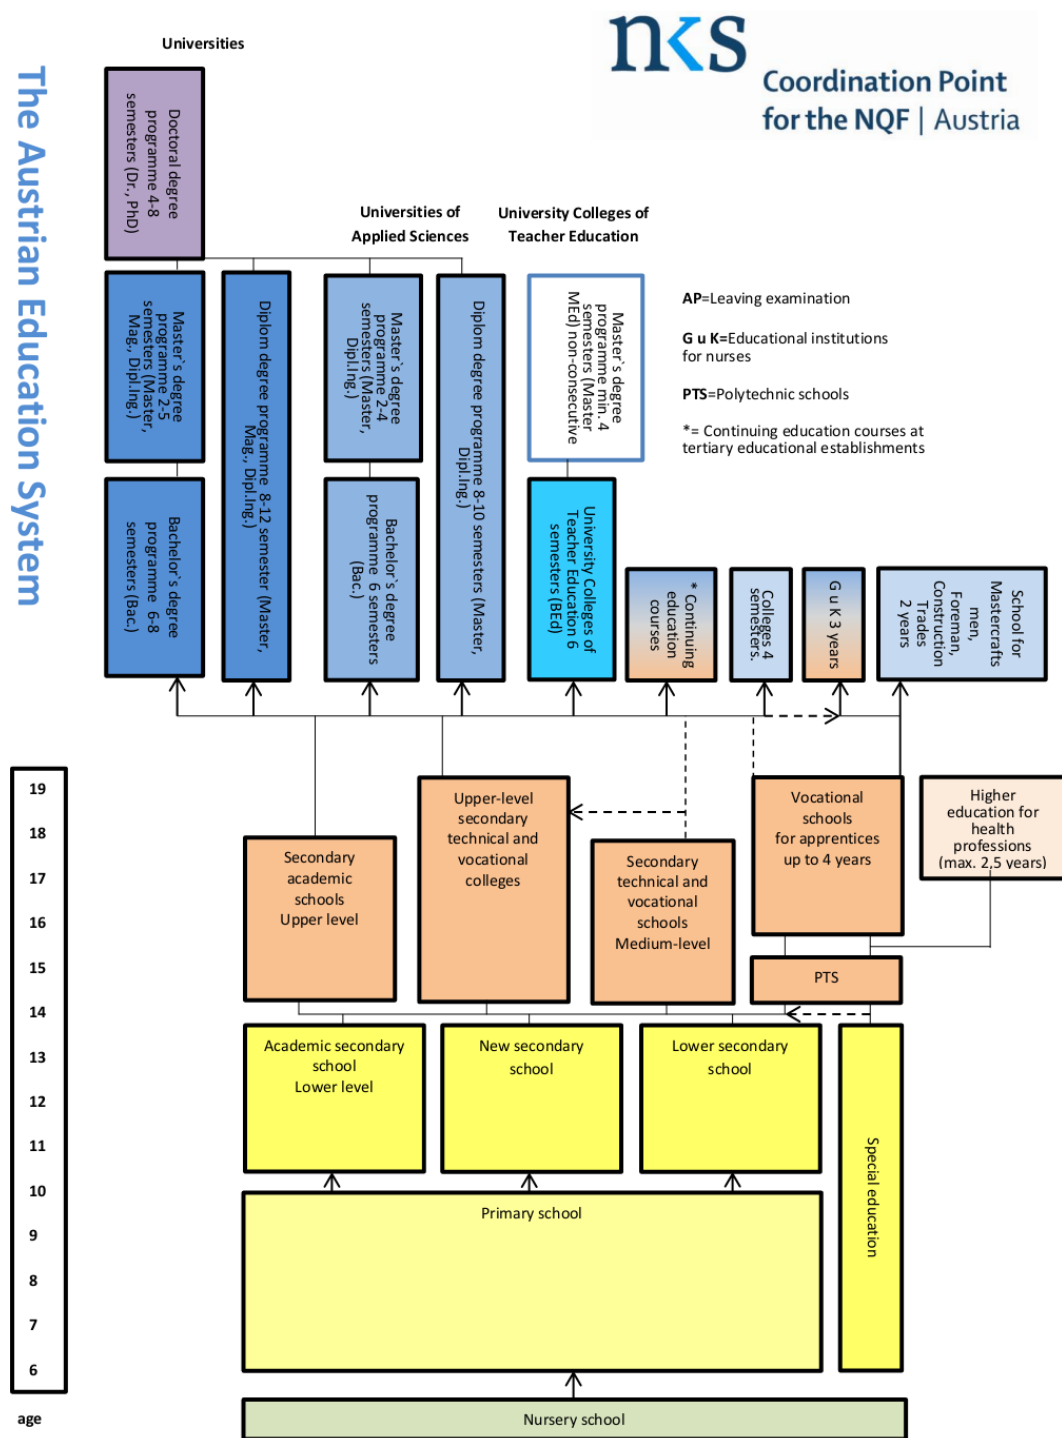 The Austrian Education System
nks
Coordination Point
for the NQF | Austria
Universities
Universities of
Applied Sciences
University Colleges of
Teacher Education
Doctoral degree
programme 4-8
semesters (Dr., PhD)
Master`s degree
programme 2-5
semesters (Master,
Mag., Dipl.Ing.)
Diplom degree programme 8-12 semester (Master,
Mag., Dipl.Ing.)
Master`s degree
programme 2-4
semesters (Master,
Dipl.Ing.)
Diplom degree programme 8-10 semesters (Master,
Dipl.Ing.)
Master`s degree
programme min. 4
semesters (Master
MEd) non-consecutive
AP=Leaving examination
G u K=Educational institutions
for nurses
PTS=Polytechnic schools
*= Continuing education courses at
tertiary educational establishments
Bachelor`s degree
programme 6-8
semesters (Bac.)
Bachelor`s degree
programme 6 semesters
(Bac.)
University Colleges of
Teacher Education 6
semesters (BEd)
* Continuing
education
courses
Colleges 4
semesters.
G u K 3 years
School for
Mastercrafts
men,
Foreman,
Construction
Trades
2 years
19
18
17
16
15
14
13
12
11
10
9
8
7
6
age
Secondary
academic
schools
Upper level
Upper-level
secondary
technical and
vocational
colleges
Secondary
technical and
vocational
schools
Medium-level
Vocational
schools
for apprentices
up to 4 years
Higher
education for
health
professions
(max. 2,5 years)
PTS
Academic secondary
school
Lower level
New secondary
school
Lower secondary
school
Special education
Primary school
Nursery school